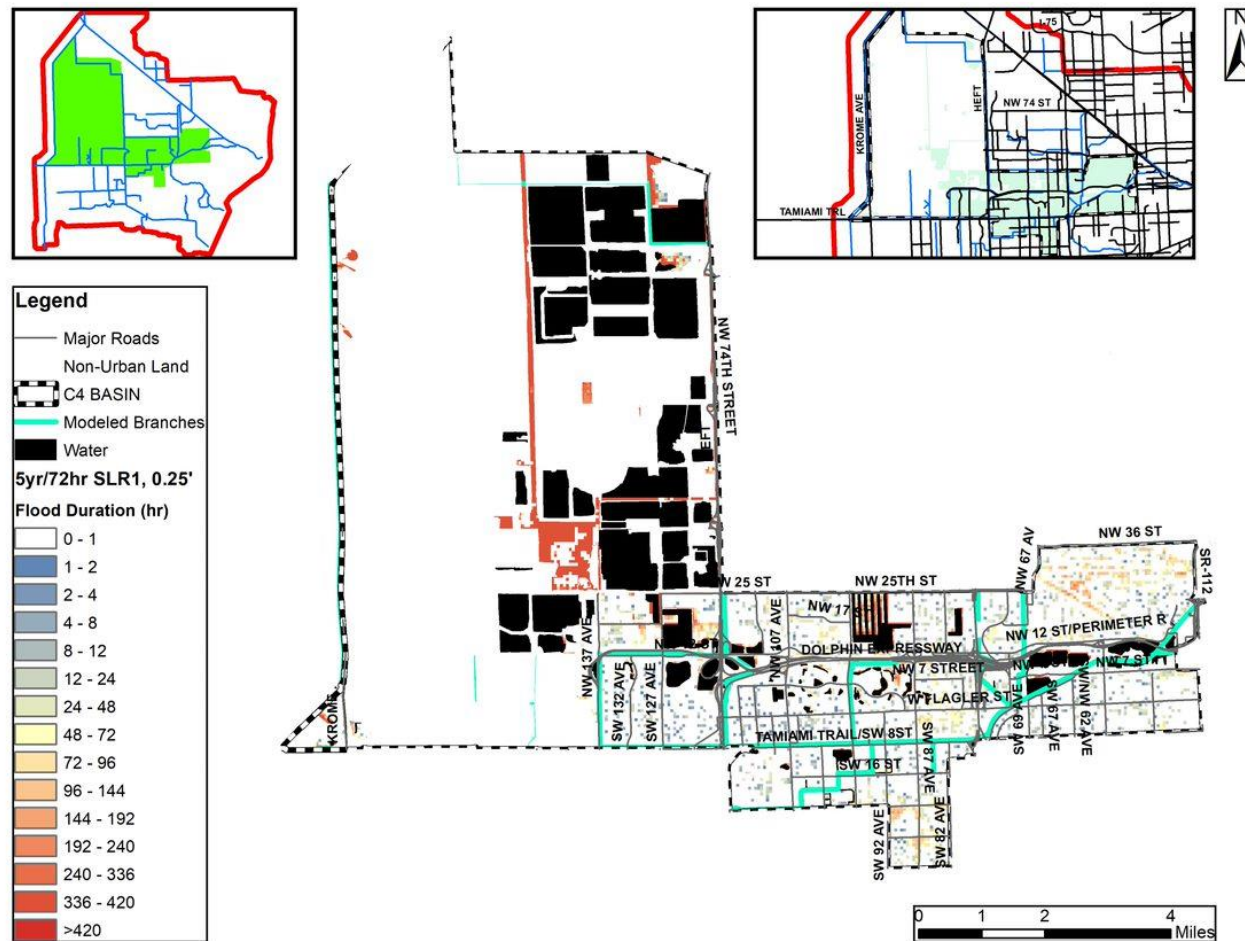 I-75
NW 74 ST
HEFT
KROME AVE
TAMIAMI TRL
N
Legend
Major Roads
Non-Urban Land
C4 BASIN
Modeled Branches
Water
5yr/72hr SLR1, 0.25'
Flood Duration (hr)
0 - 1
1 - 2
2 - 4
4 - 8
8 - 12
12 - 24
24 - 48
48 - 72
72 - 96
96 - 144
144 - 192
192 - 240
240 - 336
336 - 420
>420
NW 74TH STREET
EFT
KROME
W 25 ST
NW 25TH ST
NW 67 AV
NW 36 ST
SR-112
NW 137 AVE
NW 17 ST
NW 107 AVE
NW 12 ST/PERIMETER R
DOLPHIN EXPRESSWAY
NW 7 STREET
NW 7 ST
SW 132 AVE
SW 127 AVE
W FLAGLER ST
SW 69 AVE
SW 67 AVE
SW/NW 62 AVE
TAMIAMI TRAIL/SW 8ST
SW 16 ST
SW 87 AVE
SW 92 AVE
SW 82 AVE
0 1 2 4
Miles